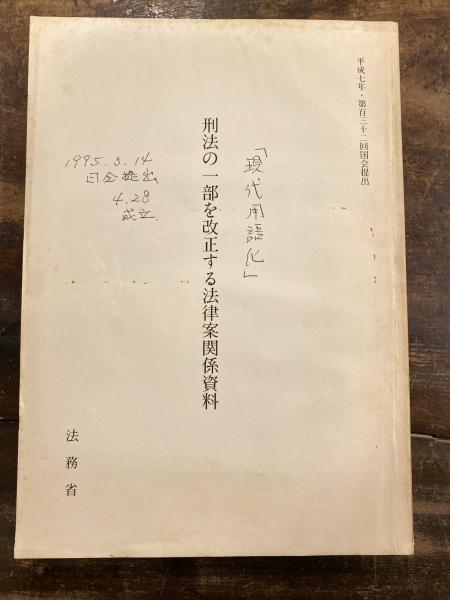 平成七年・第百三十二回国会提出
「現代用語化」
刑法の一部を改正する法律案関係資料
1995.3.14
国会提出
4.28
成立
法務省